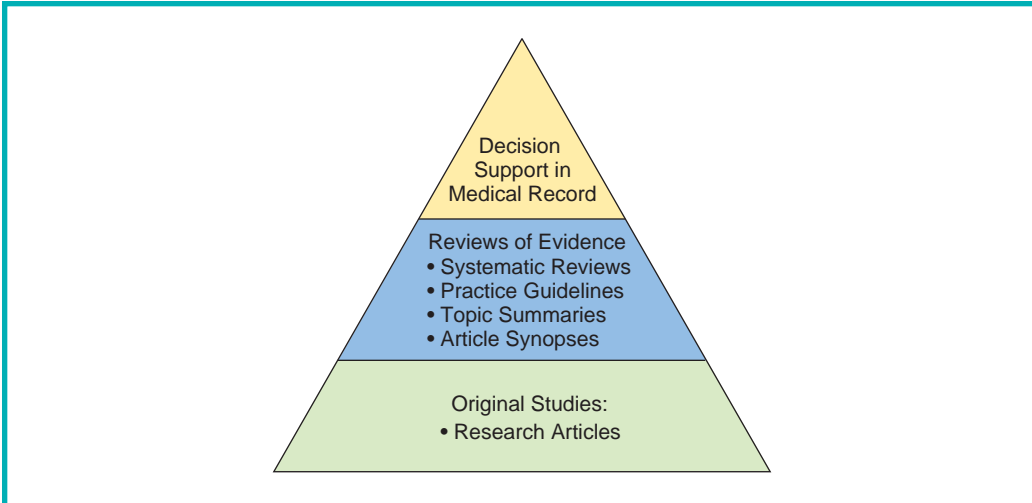 Decision
Support in
Medical Record
Reviews of Evidence
• Systematic Reviews
• Practice Guidelines
• Topic Summaries
• Article Synopses
Original Studies:
• Research Articles